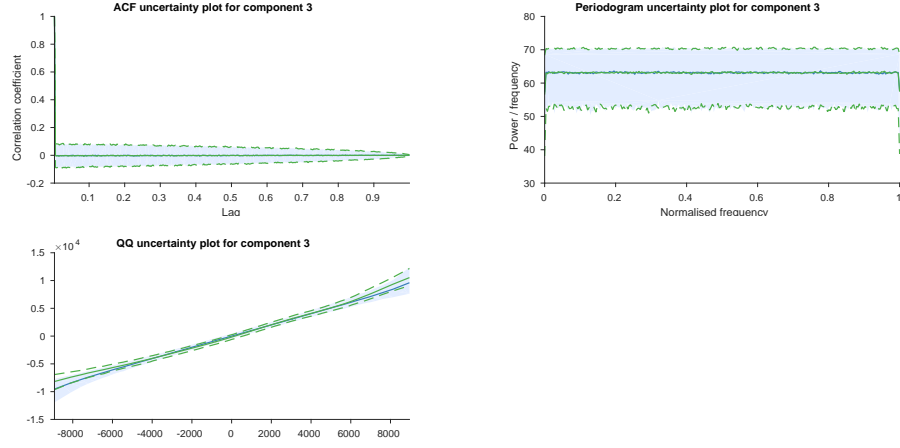 ACF uncertainty plot for component 3
Correlation coefficient
1
0.8
0.6
0.4
0.2
0
-0.2
0.1 0.2 0.3 0.4 0.5 0.6 0.7 0.8 0.9
Lag
Periodogram uncertainty plot for component 3
Power / frequency
80
70
60
50
40
30
0 0.2 0.4 0.6 0.8 1
Normalised frequency
QQ uncertainty plot for component 3
×10^4
1.5
1
0.5
0
-0.5
-1
-1.5
-8000 -6000 -4000 -2000 0 2000 4000 6000 8000